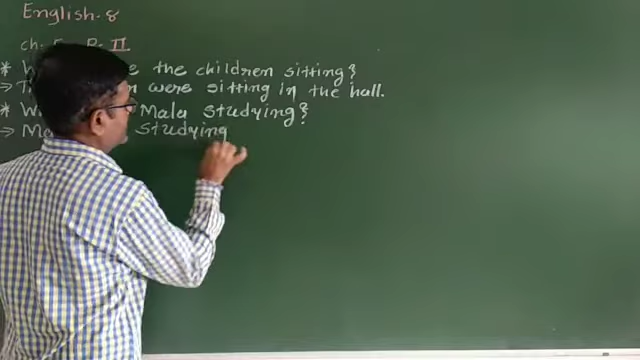 English-8
ch. R- II
* the children sitting?
→ were sitting in the hall.
* Mala studying?
→ studying